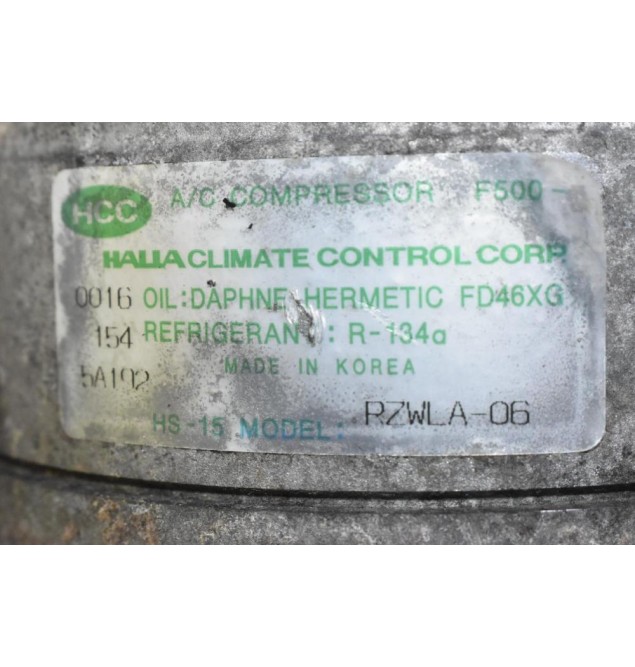 HCC A/C COMPRESSOR F500-
HALLA CLIMATE CONTROL CORP.
0016 OIL:DAPHNE HERMETIC FD46XG
154 REFRIGERANT : R-134a
5A192 MADE IN KOREA
HS-15 MODEL: RZWLA-06